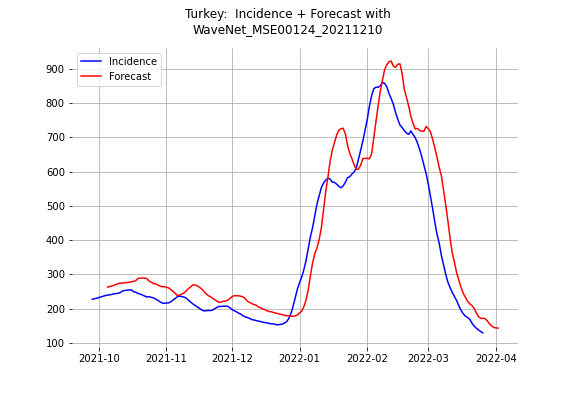 Turkey:  Incidence + Forecast with
WaveNet_MSE00124_20211210
Incidence
Forecast
900
800
700
600
500
400
300
200
100
2021-10 2021-11 2021-12 2022-01 2022-02 2022-03 2022-04